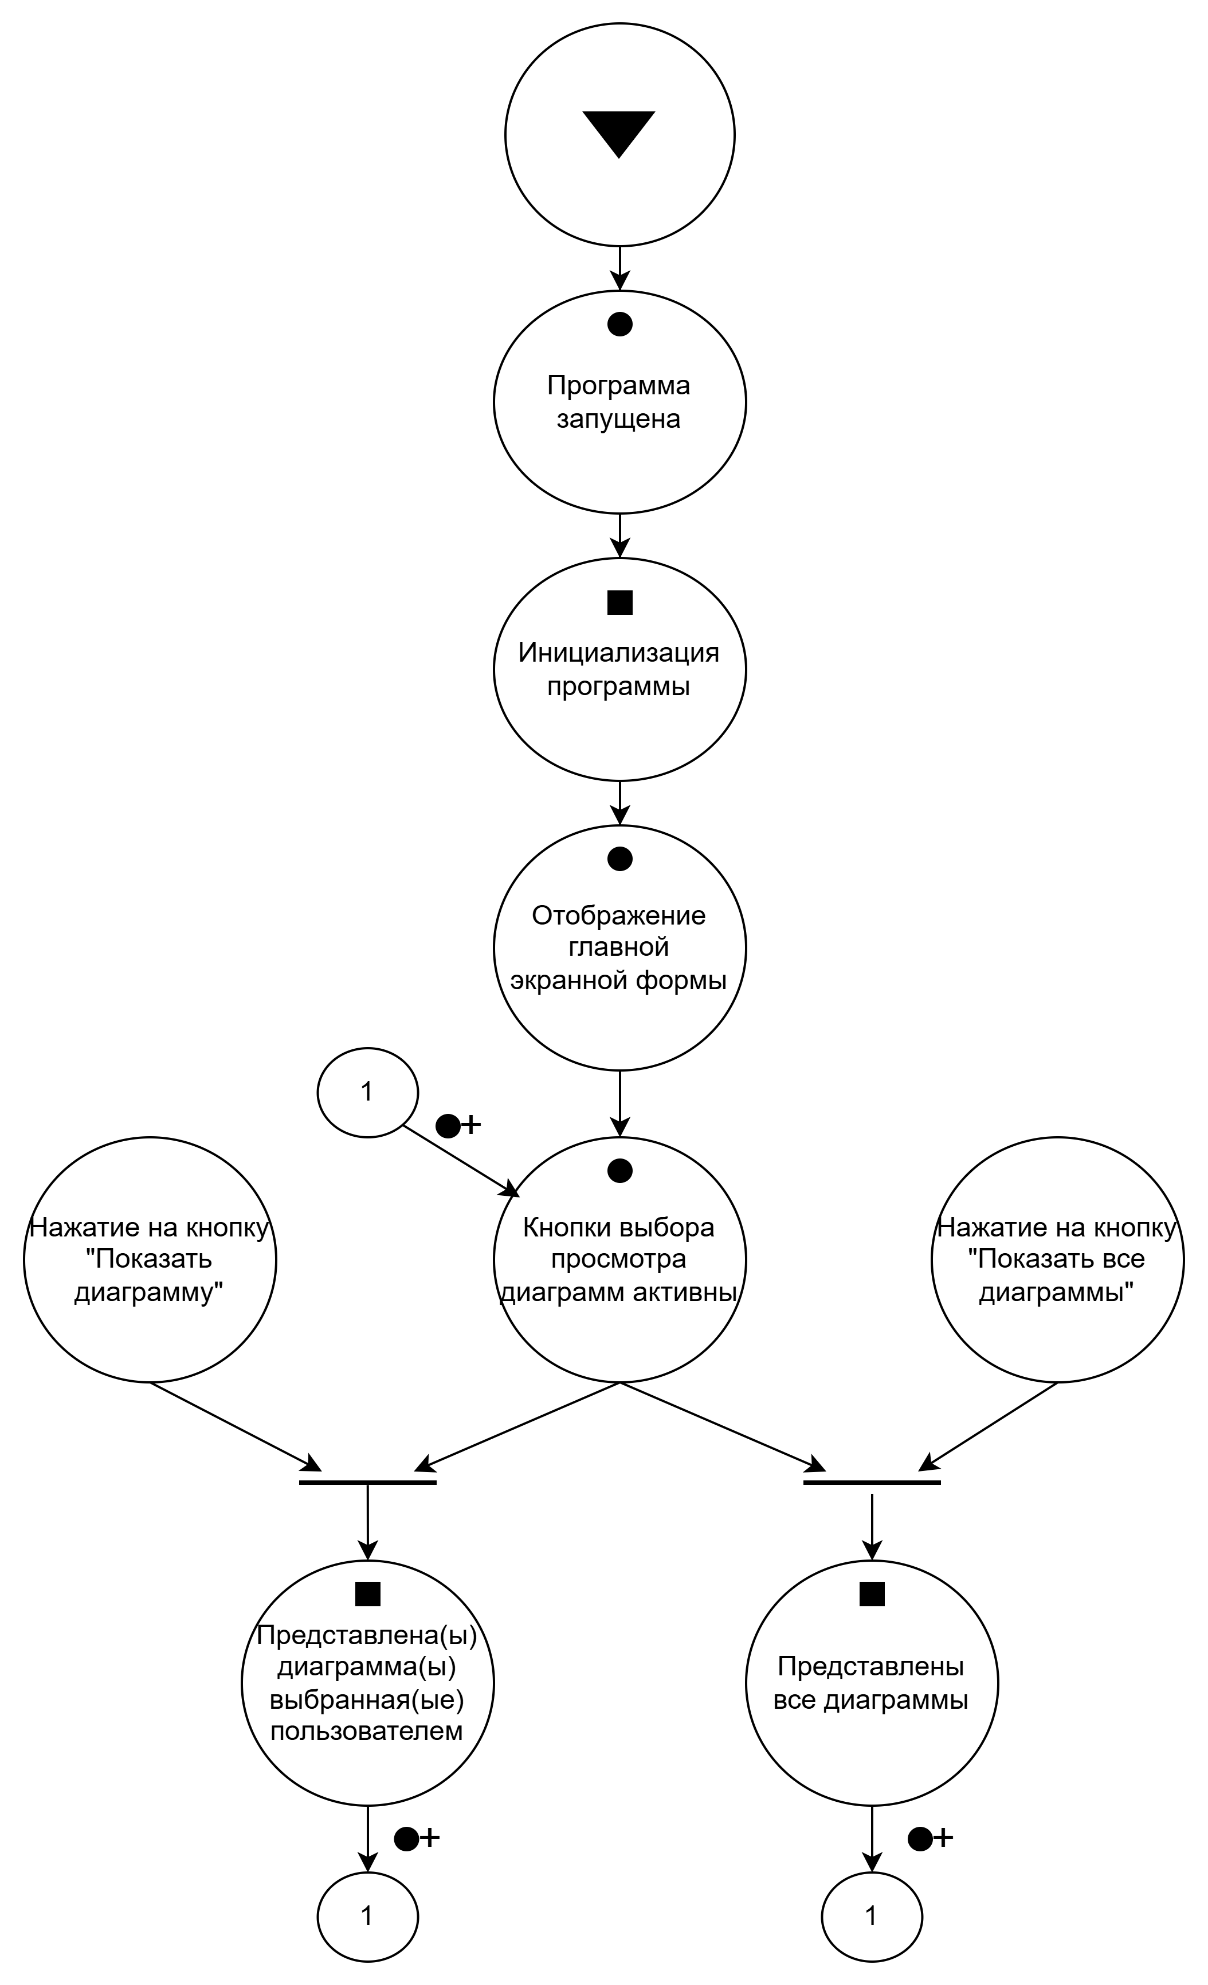 Программа
запущена
Инициализация
программы
Отображение
главной
экранной формы
1
+
Нажатие на кнопку
"Показать
диаграмму"
Кнопки выбора
просмотра
диаграмм активны
Нажатие на кнопку
"Показать все
диаграммы"
Представлена(ы)
диаграмма(ы)
выбранная(ые)
пользователем
Представлены
все диаграммы
+
+
1
1